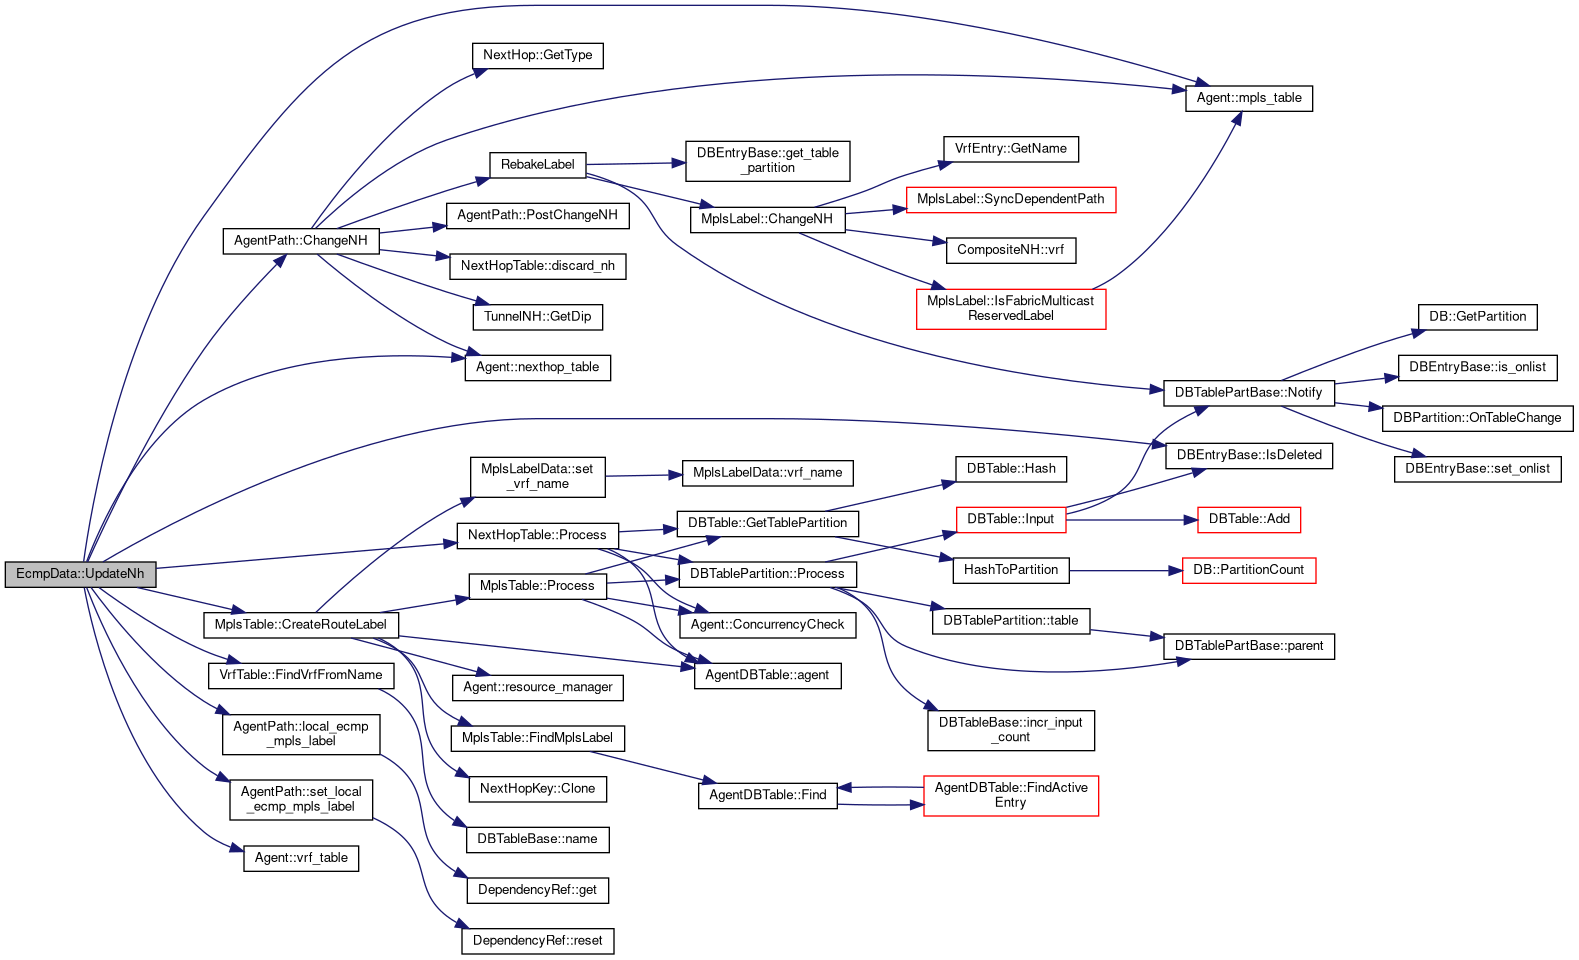 EcmpData::UpdateNh
AgentPath::ChangeNH
MplsTable::CreateRouteLabel
VrfTable::FindVrfFromName
AgentPath::local_ecmp
_mpls_label
AgentPath::set_local
_ecmp_mpls_label
Agent::vrf_table
NextHop::GetType
RebakeLabel
AgentPath::PostChangeNH
NextHopTable::discard_nh
TunnelNH::GetDip
Agent::nexthop_table
MplsLabelData::set
_vrf_name
NextHopTable::Process
MplsTable::Process
Agent::resource_manager
MplsTable::FindMplsLabel
NextHopKey::Clone
DBTableBase::name
DependencyRef::get
DependencyRef::reset
DBEntryBase::get_table
_partition
MplsLabel::ChangeNH
MplsLabelData::vrf_name
DBTable::GetTablePartition
DBTablePartition::Process
Agent::ConcurrencyCheck
AgentDBTable::agent
AgentDBTable::Find
VrfEntry::GetName
MplsLabel::SyncDependentPath
CompositeNH::vrf
MplsLabel::IsFabricMulticast
ReservedLabel
DBTable::Hash
DBTable::Input
HashToPartition
DBTablePartition::table
DBTableBase::incr_input
_count
AgentDBTable::FindActive
Entry
Agent::mpls_table
DBTablePartBase::Notify
DBEntryBase::IsDeleted
DBTable::Add
DB::PartitionCount
DBTablePartBase::parent
DB::GetPartition
DBEntryBase::is_onlist
DBPartition::OnTableChange
DBEntryBase::set_onlist